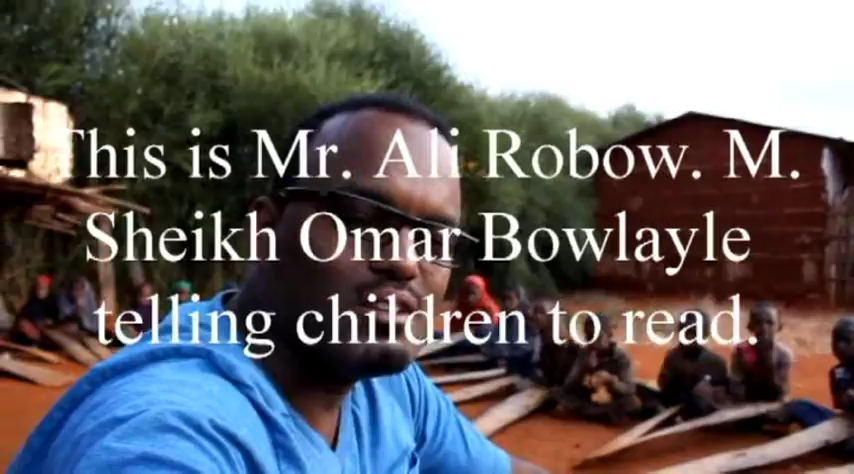 This is Mr. Ali Robow. M.
Sheikh Omar Bowlayle
telling children to read.